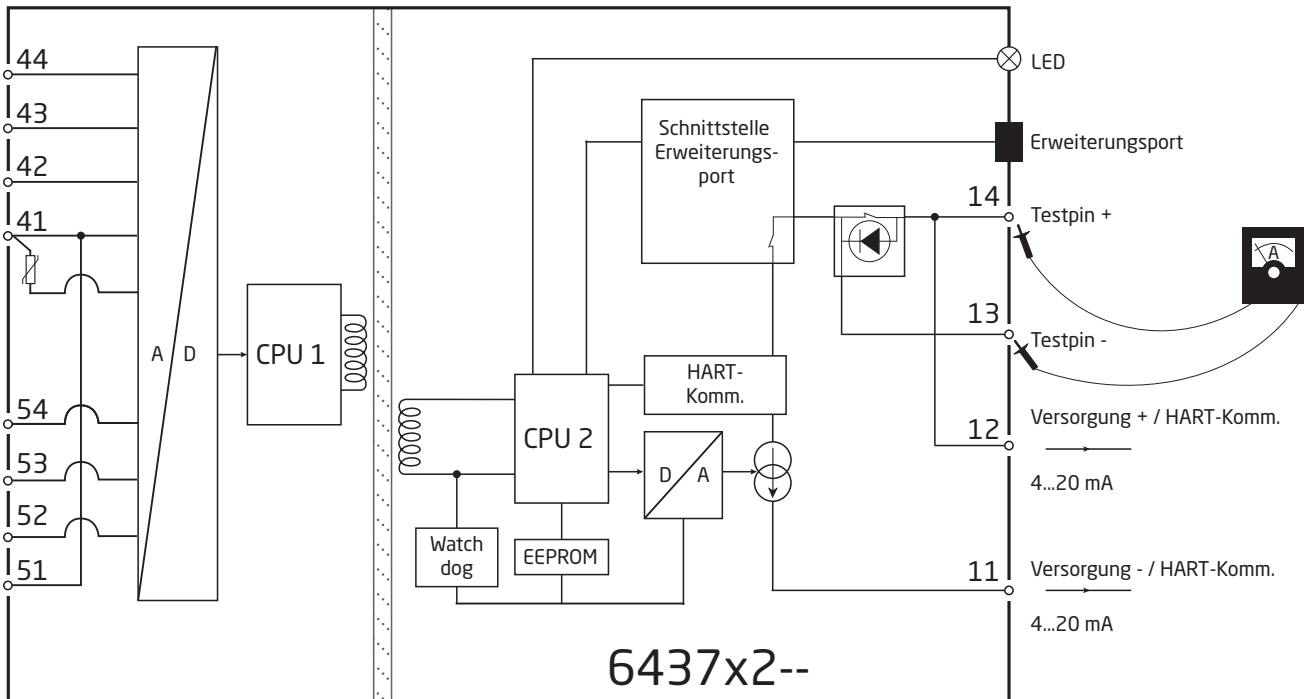 44
43
42
41
54
53
52
51
A
D
CPU 1
CPU 2
Watch
dog
EEPROM
HART-
Komm.
D
A
Schnittstelle
Erweiterungs-
port
LED
Erweiterungsport
14
Testpin +
A
13
Testpin -
12
Versorgung + / HART-Komm.
4...20 mA
11
Versorgung - / HART-Komm.
4...20 mA
6437x2--